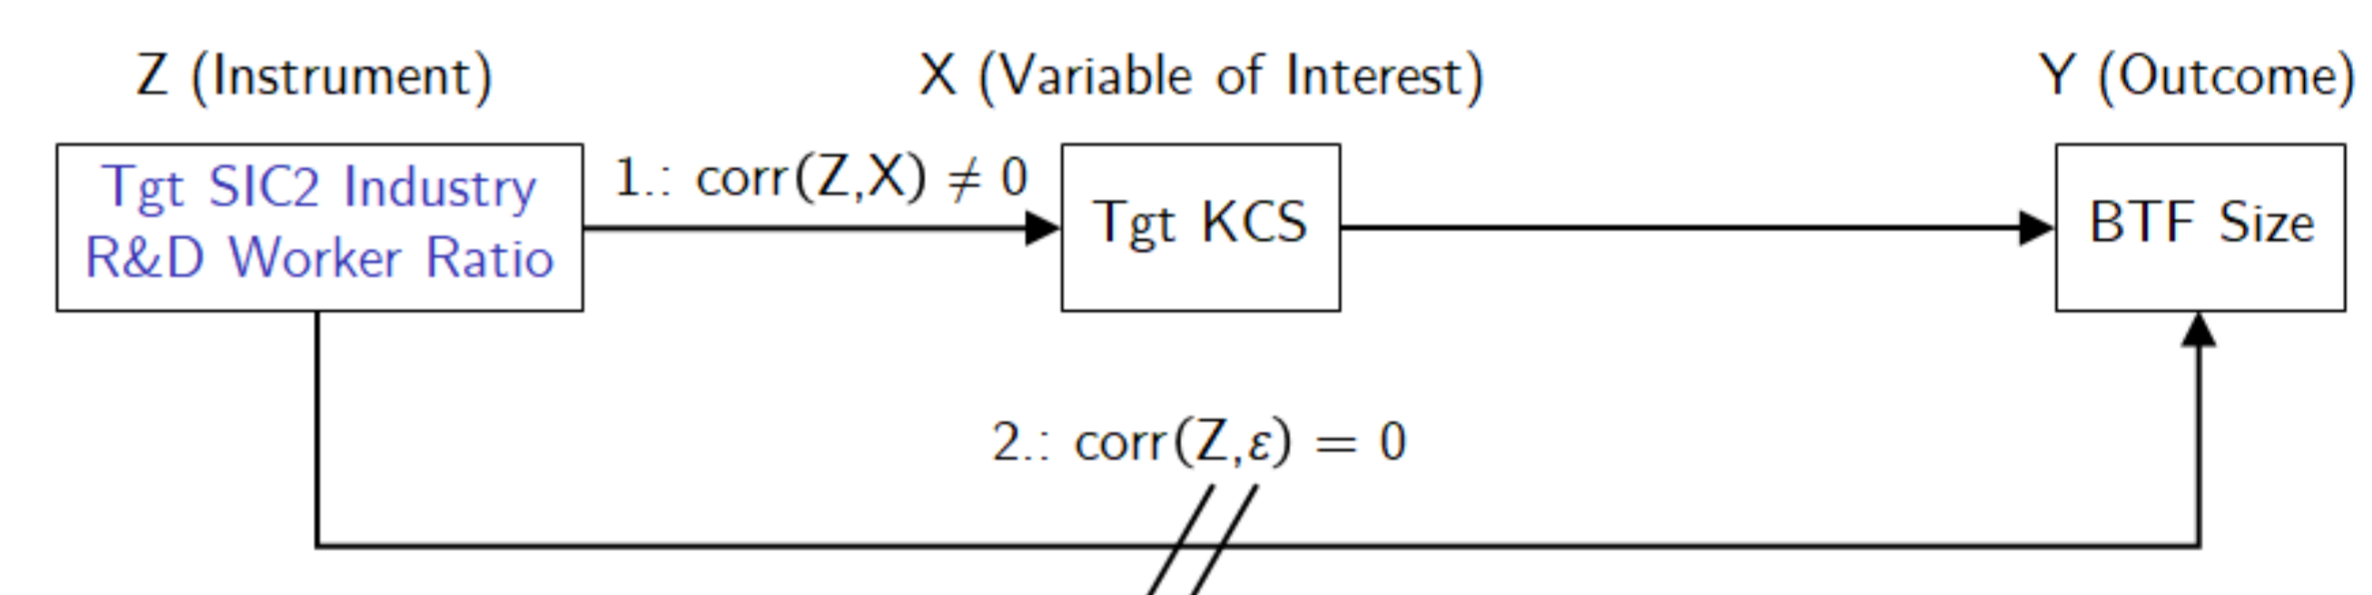 Z (Instrument)
X (Variable of Interest)
Y (Outcome)
Tgt SIC2 Industry
R&D Worker Ratio
1.: corr(Z,X) ≠ 0
Tgt KCS
BTF Size
2.: corr(Z,ε) = 0